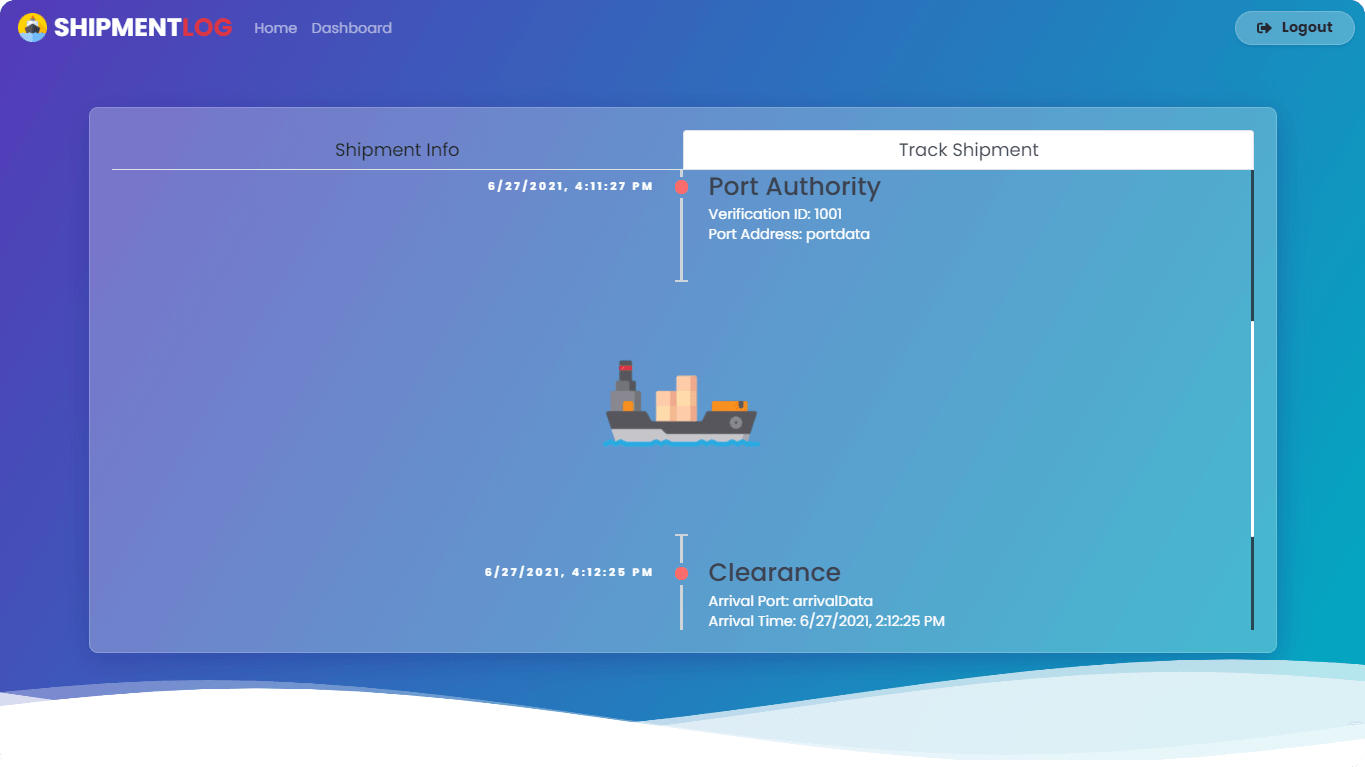 SHIPMENTLOG Home Dashboard Logout
Shipment Info Track Shipment
6/27/2021, 4:11:27 PM Port Authority
Verification ID: 1001
Port Address: portdata
6/27/2021, 4:12:25 PM Clearance
Arrival Port: arrivalData
Arrival Time: 6/27/2021, 2:12:25 PM